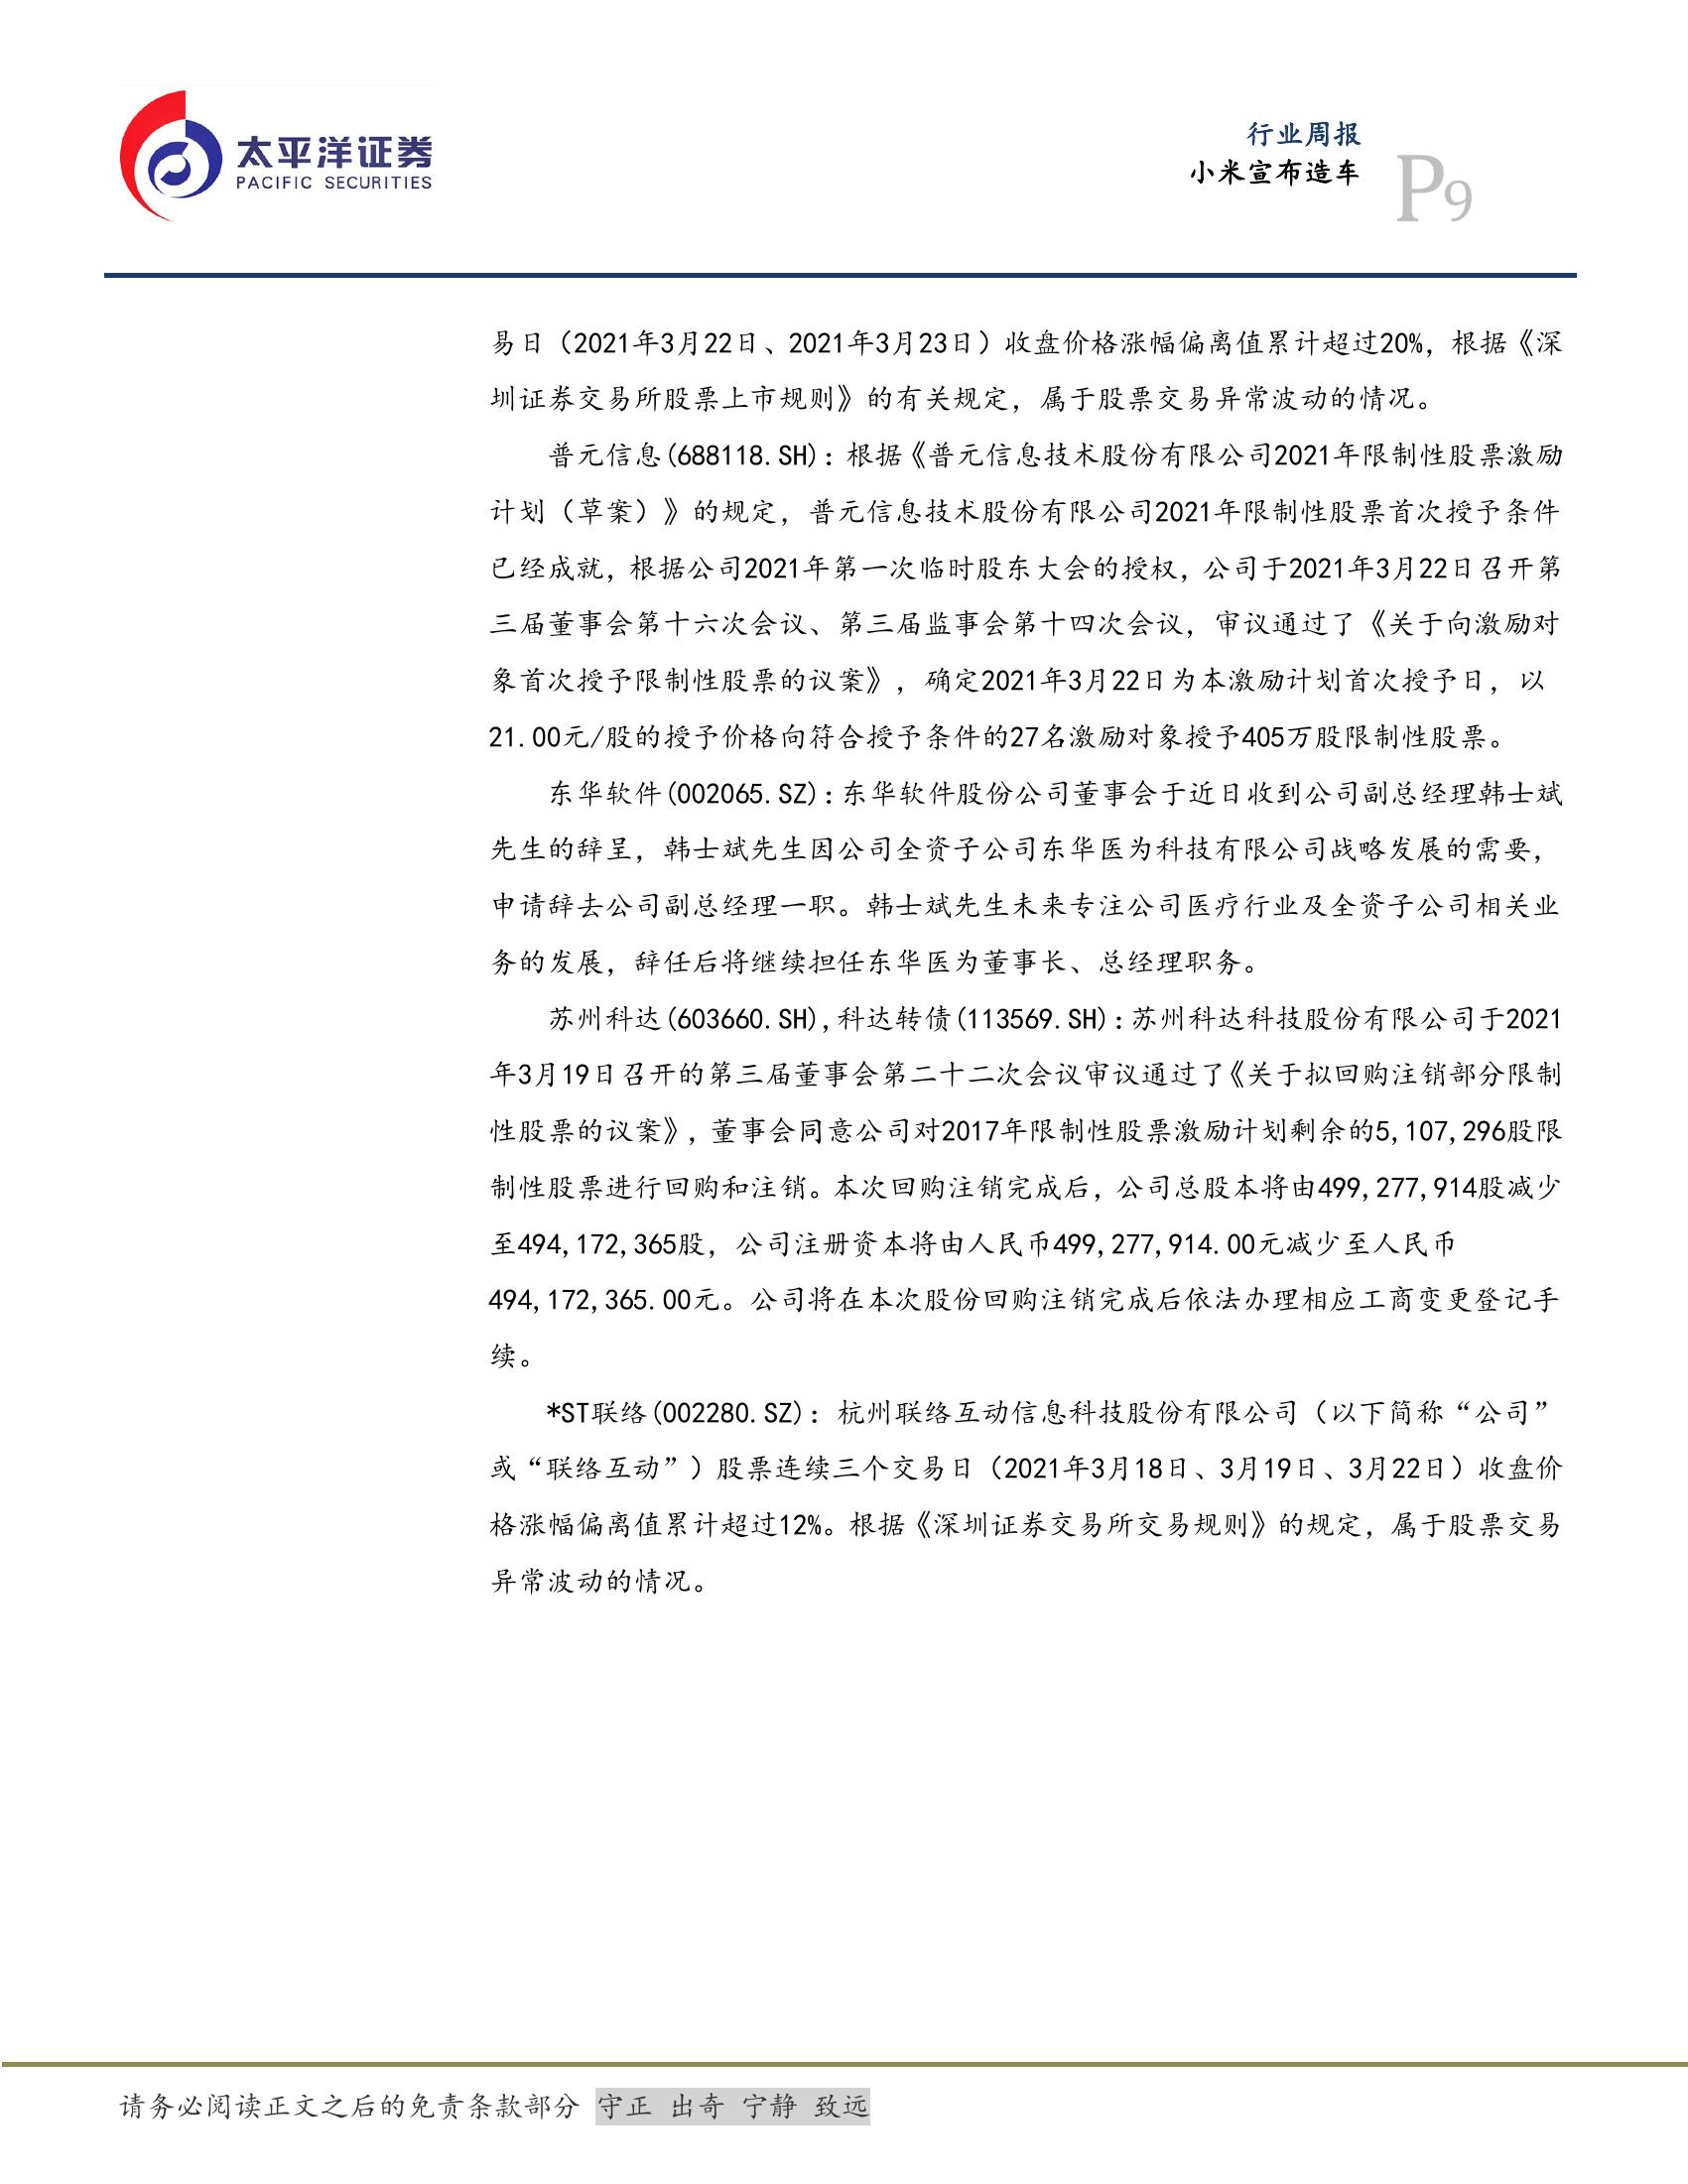 太平洋证券
PACIFIC SECURITIES
行业周报
小米宣布造车
P9
易日（2021年3月22日、2021年3月23日）收盘价格涨幅偏离值累计超过20%，根据《深
圳证券交易所股票上市规则》的有关规定，属于股票交易异常波动的情况。
普元信息(688118.SH)：根据《普元信息技术股份有限公司2021年限制性股票激励
计划（草案）》的规定，普元信息技术股份有限公司2021年限制性股票首次授予条件
已经成就，根据公司2021年第一次临时股东大会的授权，公司于2021年3月22日召开第
三届董事会第十六次会议、第三届监事会第十四次会议，审议通过了《关于向激励对
象首次授予限制性股票的议案》，确定2021年3月22日为本激励计划首次授予日，以
21.00元/股的授予价格向符合授予条件的27名激励对象授予405万股限制性股票。
东华软件(002065.SZ)：东华软件股份公司董事会于近日收到公司副总经理韩士斌
先生的辞呈，韩士斌先生因公司全资子公司东华医为科技有限公司战略发展的需要，
申请辞去公司副总经理一职。韩士斌先生未来专注公司医疗行业及全资子公司相关业
务的发展，辞任后将继续担任东华医为董事长、总经理职务。
苏州科达(603660.SH),科达转债(113569.SH)：苏州科达科技股份有限公司于2021
年3月19日召开的第三届董事会第二十二次会议审议通过了《关于拟回购注销部分限制
性股票的议案》，董事会同意公司对2017年限制性股票激励计划剩余的5,107,296股限
制性股票进行回购和注销。本次回购注销完成后，公司总股本将由499,277,914股减少
至494,172,365股，公司注册资本将由人民币499,277,914.00元减少至人民币
494,172,365.00元。公司将在本次股份回购注销完成后依法办理相应工商变更登记手
续。
*ST联络(002280.SZ)：杭州联络互动信息科技股份有限公司（以下简称“公司”
或“联络互动”）股票连续三个交易日（2021年3月18日、3月19日、3月22日）收盘价
格涨幅偏离值累计超过12%。根据《深圳证券交易所交易规则》的规定，属于股票交易
异常波动的情况。
请务必阅读正文之后的免责条款部分 守正 出奇 宁静 致远